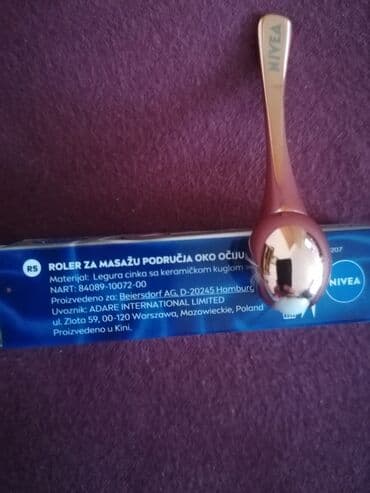 NIVEA
RS
ROLER ZA MASAŽU PODRUČJA OKO OČIJU
Materijal: Legura cinka sa keramičkom kuglom
NART: 84089-10072-00
Proizvedeno za: Beiersdorf AG, D-20245 Hamburg
Uvoznik: ADARE INTERNATIONAL LIMITED
ul. Zlota 59, 00-120 Warszawa, Mazowieckie, Poland
Proizvedeno u Kini.
207
NIVEA